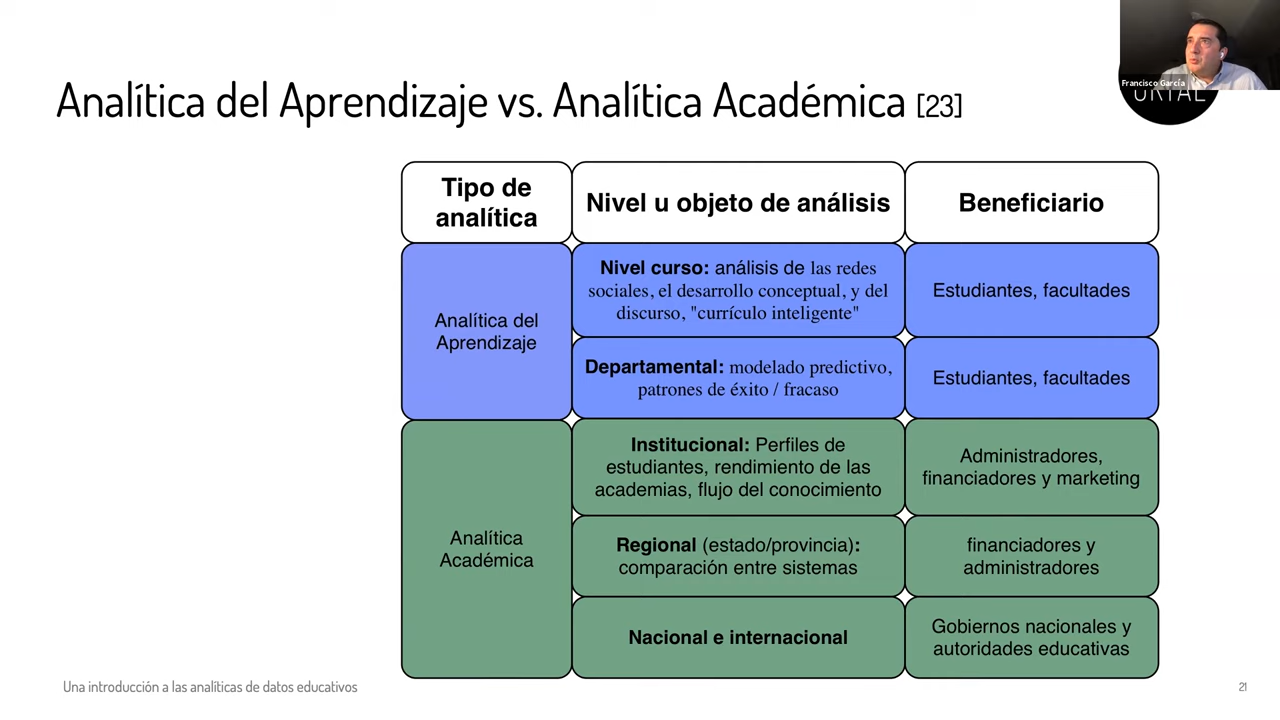 Francisco García
Analítica del Aprendizaje vs. Analítica Académica [23]
Tipo de
analítica
Nivel u objeto de análisis
Beneficiario
Analítica del
Aprendizaje
Nivel curso: análisis de las redes
sociales, el desarrollo conceptual, y del
discurso, "currículo inteligente"
Estudiantes, facultades
Departamental: modelado predictivo,
patrones de éxito / fracaso
Estudiantes, facultades
Analítica
Académica
Institucional: Perfiles de
estudiantes, rendimiento de las
academias, flujo del conocimiento
Administradores,
financiadores y marketing
Regional (estado/provincia):
comparación entre sistemas
financiadores y
administradores
Nacional e internacional
Gobiernos nacionales y
autoridades educativas
Una introducción a las analíticas de datos educativos
21